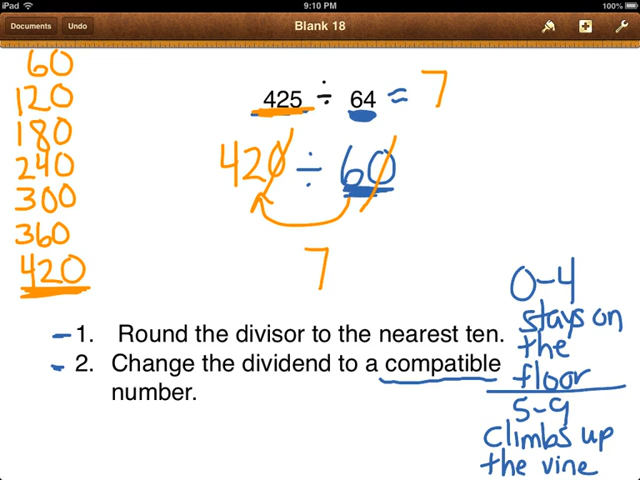 iPad 9:10 PM 100%
Documents Undo Blank 18
60
120
180
240
300
360
420
425 ÷ 64 ≈ 7
420 ÷ 60
7
1. Round the divisor to the nearest ten.
2. Change the dividend to a compatible
number.
0-4
stays on
the
floor
5-9
climbs up
the vine